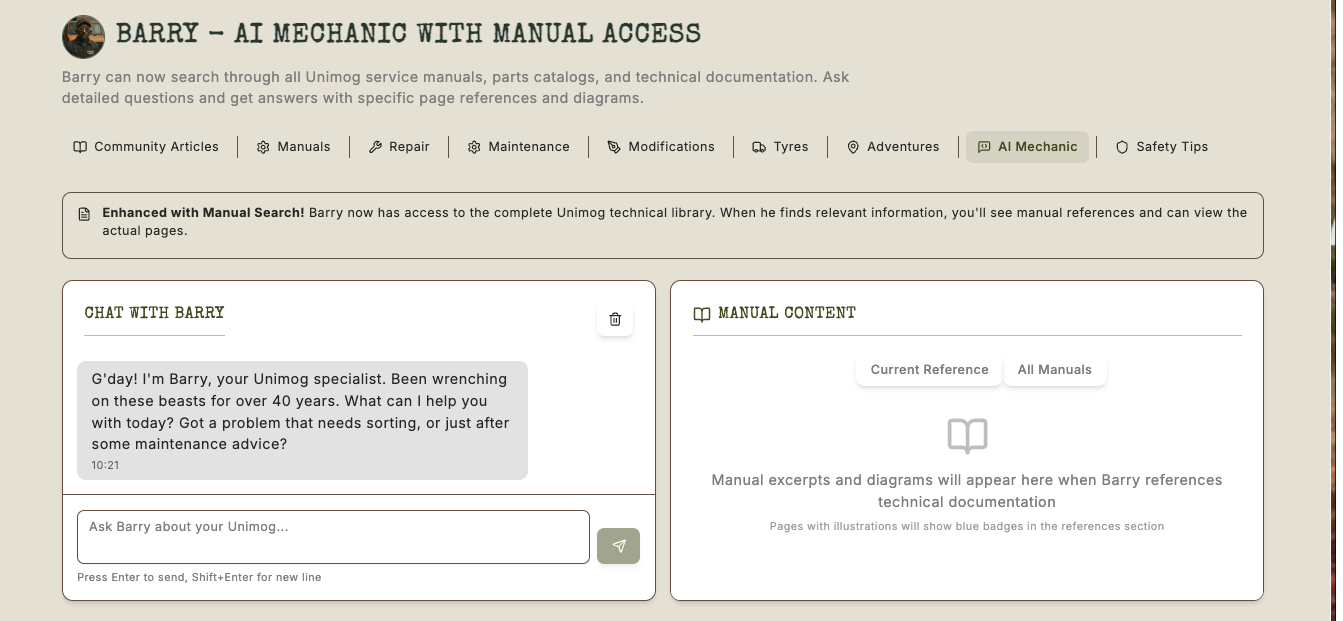 BARRY – AI MECHANIC WITH MANUAL ACCESS
Barry can now search through all Unimog service manuals, parts catalogs, and technical documentation. Ask
detailed questions and get answers with specific page references and diagrams.
Community Articles
Manuals
Repair
Maintenance
Modifications
Tyres
Adventures
AI Mechanic
Safety Tips
Enhanced with Manual Search! Barry now has access to the complete Unimog technical library. When he finds relevant information, you'll see manual references and can view the
actual pages.
CHAT WITH BARRY
G'day! I'm Barry, your Unimog specialist. Been wrenching
on these beasts for over 40 years. What can I help you
with today? Got a problem that needs sorting, or just after
some maintenance advice?
10:21
Ask Barry about your Unimog...
Press Enter to send, Shift+Enter for new line
MANUAL CONTENT
Current Reference
All Manuals
Manual excerpts and diagrams will appear here when Barry references
technical documentation
Pages with illustrations will show blue badges in the references section